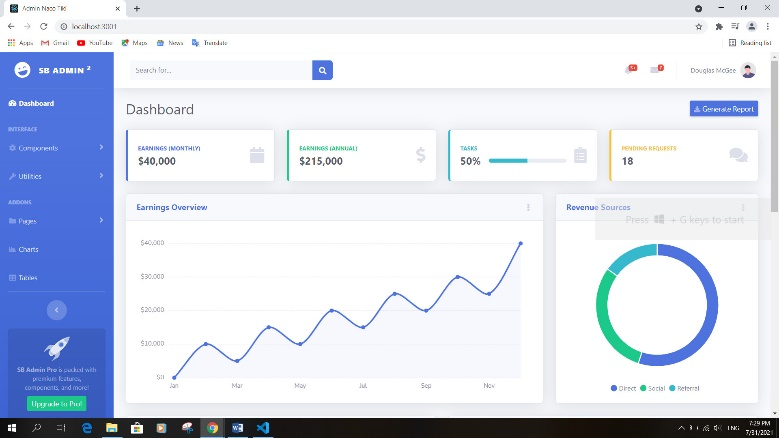 Admin Naco Tiki
localhost:3001
Apps Gmail YouTube Maps News Translate Reading list
SB ADMIN 2
Search for...
9+ 7 Douglas McGee
Dashboard
INTERFACE
Components
Utilities
ADDONS
Pages
Charts
Tables
SB Admin Pro is packed with
premium features,
components, and more!
Upgrade to Pro!
Dashboard
Generate Report
EARNINGS (MONTHLY)
$40,000
EARNINGS (ANNUAL)
$215,000
TASKS
50%
PENDING REQUESTS
18
Earnings Overview
$40,000
$30,000
$20,000
$10,000
$0
Jan Mar May Jul Sep Nov
Revenue Sources
Press + G keys to start
Direct Social Referral
ENG
7:29 PM
7/31/2021